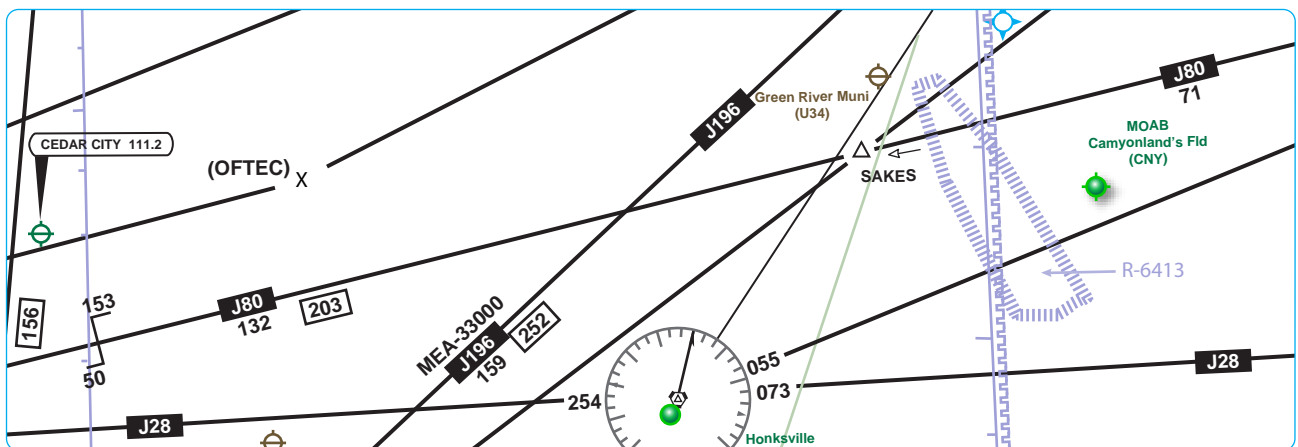 CEDAR CITY 111.2
(OFTEC)
X
J196
Green River Muni
(U34)
J80
71
MOAB
Camyonland's Fld
(CNY)
SAKES
R-6413
156
153
50
J80
132
203
MEA-33000
J196
159
252
J28
254
055
073
J28
Honksville